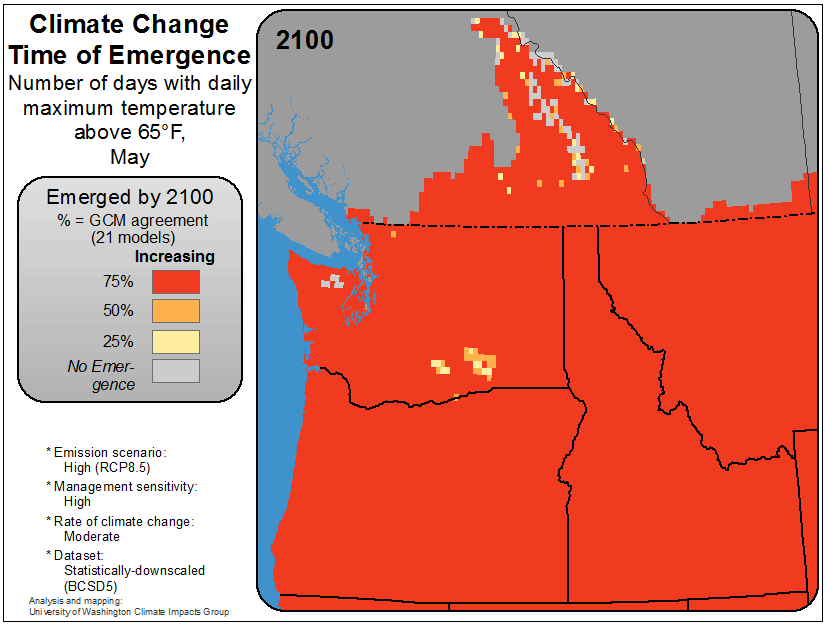 Climate Change
Time of Emergence
Number of days with daily
maximum temperature
above 65°F,
May
2100
Emerged by 2100
% = GCM agreement
(21 models)
Increasing
75%
50%
25%
No Emer-
gence
* Emission scenario:
High (RCP8.5)
* Management sensitivity:
High
* Rate of climate change:
Moderate
* Dataset:
Statistically-downscaled
(BCSD5)
Analysis and mapping:
University of Washington Climate Impacts Group